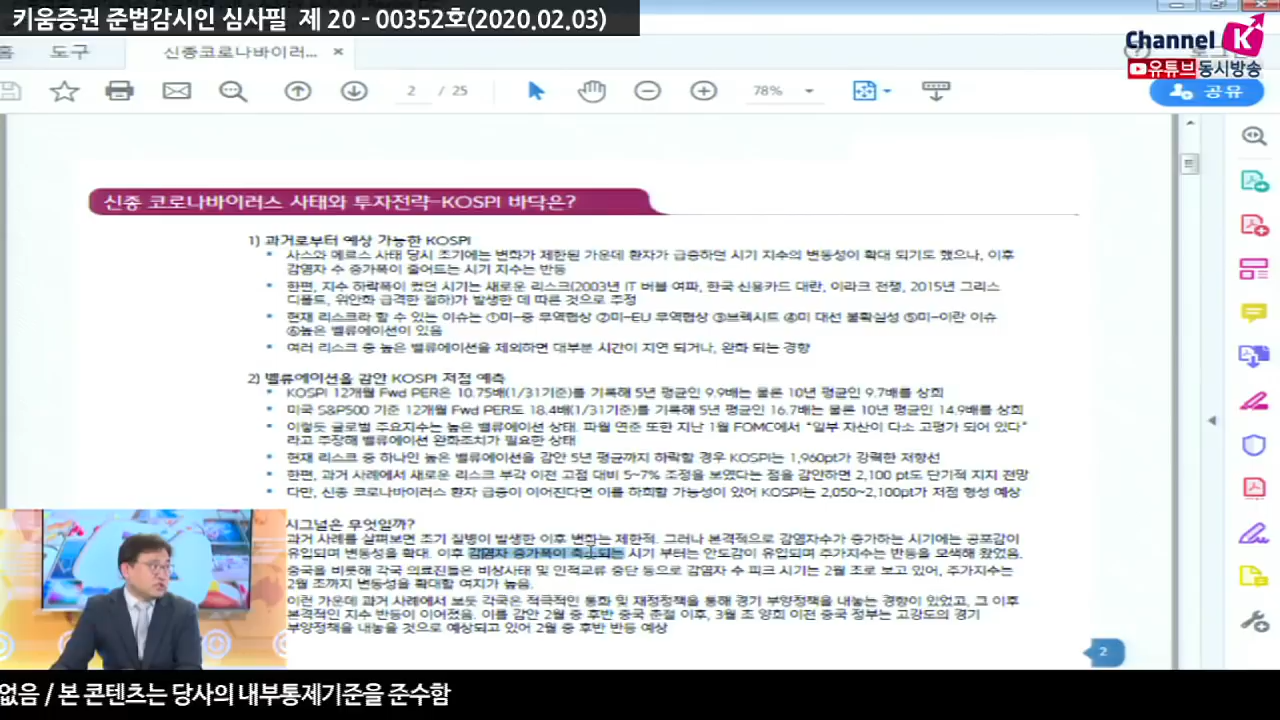 키움증권 준법감시인 심사필 제 20 - 00352호(2020.02.03)
Channel K
유튜브동시방송
홈 도구 신종코로나바이러... ×
2 / 25 78% 공유
신종 코로나바이러스 사태와 투자전략-KOSPI 바닥은?
1) 과거로부터 예상 가능한 KOSPI
사스와 메르스 사태 당시 초기에는 변화가 제한된 가운데 환자가 급증하던 시기 지수의 변동성이 확대 되기도 했으나, 이후
감염자 수 증가폭이 줄어드는 시기 지수는 반등
한편, 지수 하락폭이 컸던 시기는 새로운 리스크(2003년 IT 버블 여파, 한국 신용카드 대란, 이라크 전쟁, 2015년 그리스
디폴트, 위안화 급격한 절하)가 발생한 데 따른 것으로 추정
현재 리스크라 할 수 있는 이슈는 ①미-중 무역협상 ②미-EU 무역협상 ③브렉시트 ④미 대선 불확실성 ⑤미-이란 이슈
⑥높은 밸류에이션이 있음
여러 리스크 중 높은 밸류에이션을 제외하면 대부분 시간이 지연 되거나, 완화 되는 경향
2) 밸류에이션을 감안 KOSPI 저점 예측
KOSPI 12개월 Fwd PER은 10.75배(1/31기준)를 기록해 5년 평균인 9.9배는 물론 10년 평균인 9.7배를 상회
미국 S&P500 기준 12개월 Fwd PER도 18.4배(1/31기준)를 기록해 5년 평균인 16.7배는 물론 10년 평균인 14.9배를 상회
이렇듯 글로벌 주요지수는 높은 밸류에이션 상태. 파월 연준 또한 지난 1월 FOMC에서 "일부 자산이 다소 고평가 되어 있다"
라고 주장해 밸류에이션 완화조치가 필요한 상태
현재 리스크 중 하나인 높은 밸류에이션을 감안 5년 평균까지 하락할 경우 KOSPI는 1,960pt가 강력한 저항선
한편, 과거 사례에서 새로운 리스크 부각 이전 고점 대비 5~7% 조정을 보였다는 점을 감안하면 2,100 pt도 단기적 지지 전망
다만, 신종 코로나바이러스 환자 급증이 이어진다면 이를 하회할 가능성이 있어 KOSPI는 2,050~2,100pt가 저점 형성 예상
시그널은 무엇일까?
과거 사례를 살펴보면 초기 질병이 발생한 이후 변화는 제한적. 그러나 본격적으로 감염자수가 증가하는 시기에는 공포감이
유입되며 변동성을 확대. 이후 감염자 증가폭이 축소되는 시기 부터는 안도감이 유입되며 주가지수는 반등을 모색해 왔었음.
중국을 비롯해 각국 의료진들은 비상사태 및 인적교류 중단 등으로 감염자 수 피크 시기는 2월 초로 보고 있어, 주가지수는
2월 초까지 변동성을 확대할 여지가 높음.
이런 가운데 과거 사례에서 보듯 각국은 적극적인 통화 및 재정정책을 통해 경기 부양정책을 내놓는 경향이 있었고, 그 이후
본격적인 지수 반등이 이어졌음. 이를 감안 2월 중 후반 중국 춘절 이후, 3월 초 양회 이전 중국 정부는 고강도의 경기
부양정책을 내놓을 것으로 예상되고 있어 2월 중 후반 반등 예상
2
없음 / 본 콘텐츠는 당사의 내부통제기준을 준수함